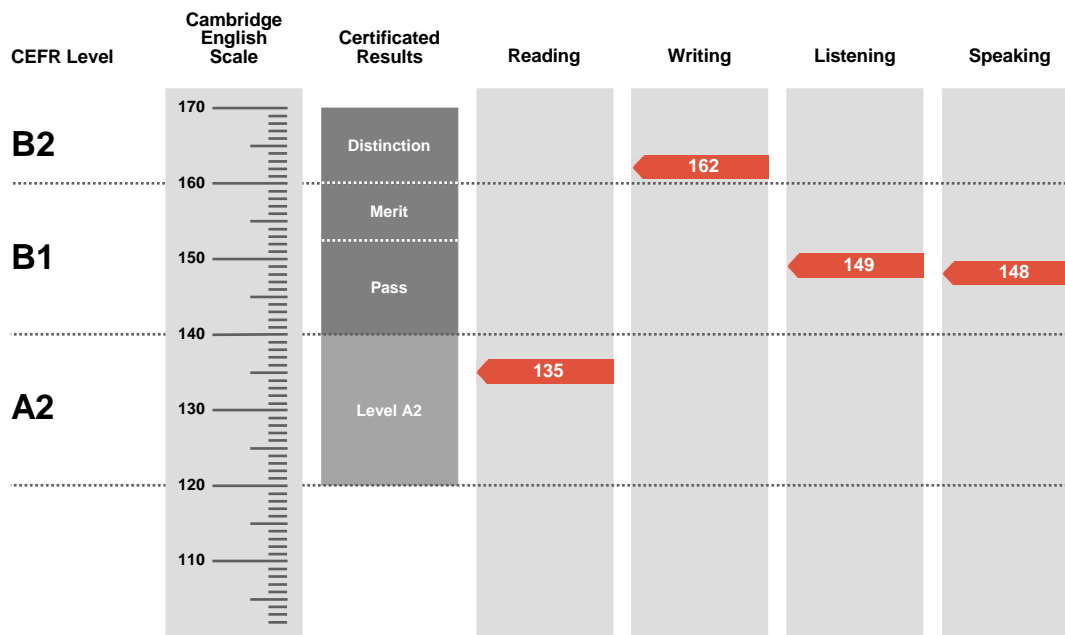 CEFR Level
Cambridge
English
Scale
Certificated
Results
Reading
Writing
Listening
Speaking
170
B2
Distinction
162
160
Merit
B1
150
149
148
Pass
140
135
A2
130
Level A2
120
110